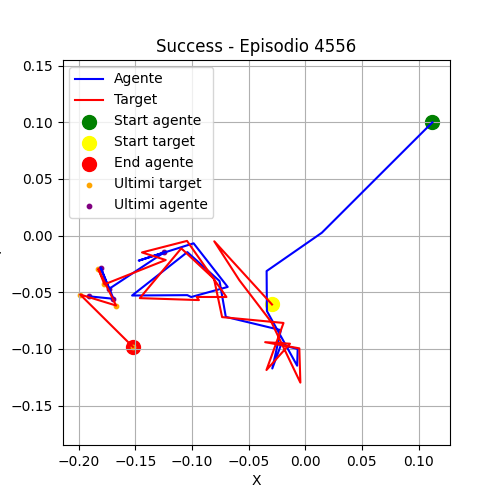 Success - Episodio 4556
Agente
Target
Start agente
Start target
End agente
Ultimi target
Ultimi agente
0.15
0.10
0.05
0.00
−0.05
−0.10
−0.15
−0.20 −0.15 −0.10 −0.05 0.00 0.05 0.10
X